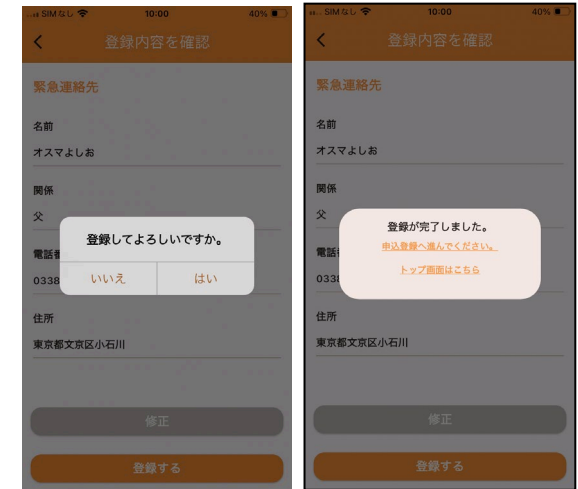 SIMなし
10:00
40%
登録内容を確認
緊急連絡先
名前
オスマよしお
関係
父
登録してよろしいですか。
電話
0338
いいえ
はい
住所
東京都文京区小石川
修正
登録する
SIMなし
10:00
40%
登録内容を確認
緊急連絡先
名前
オスマよしお
関係
父
登録が完了しました。
申込登録へ進んでください。
電話
033
トップ画面はこちら
住所
東京都文京区小石川
修正
登録する